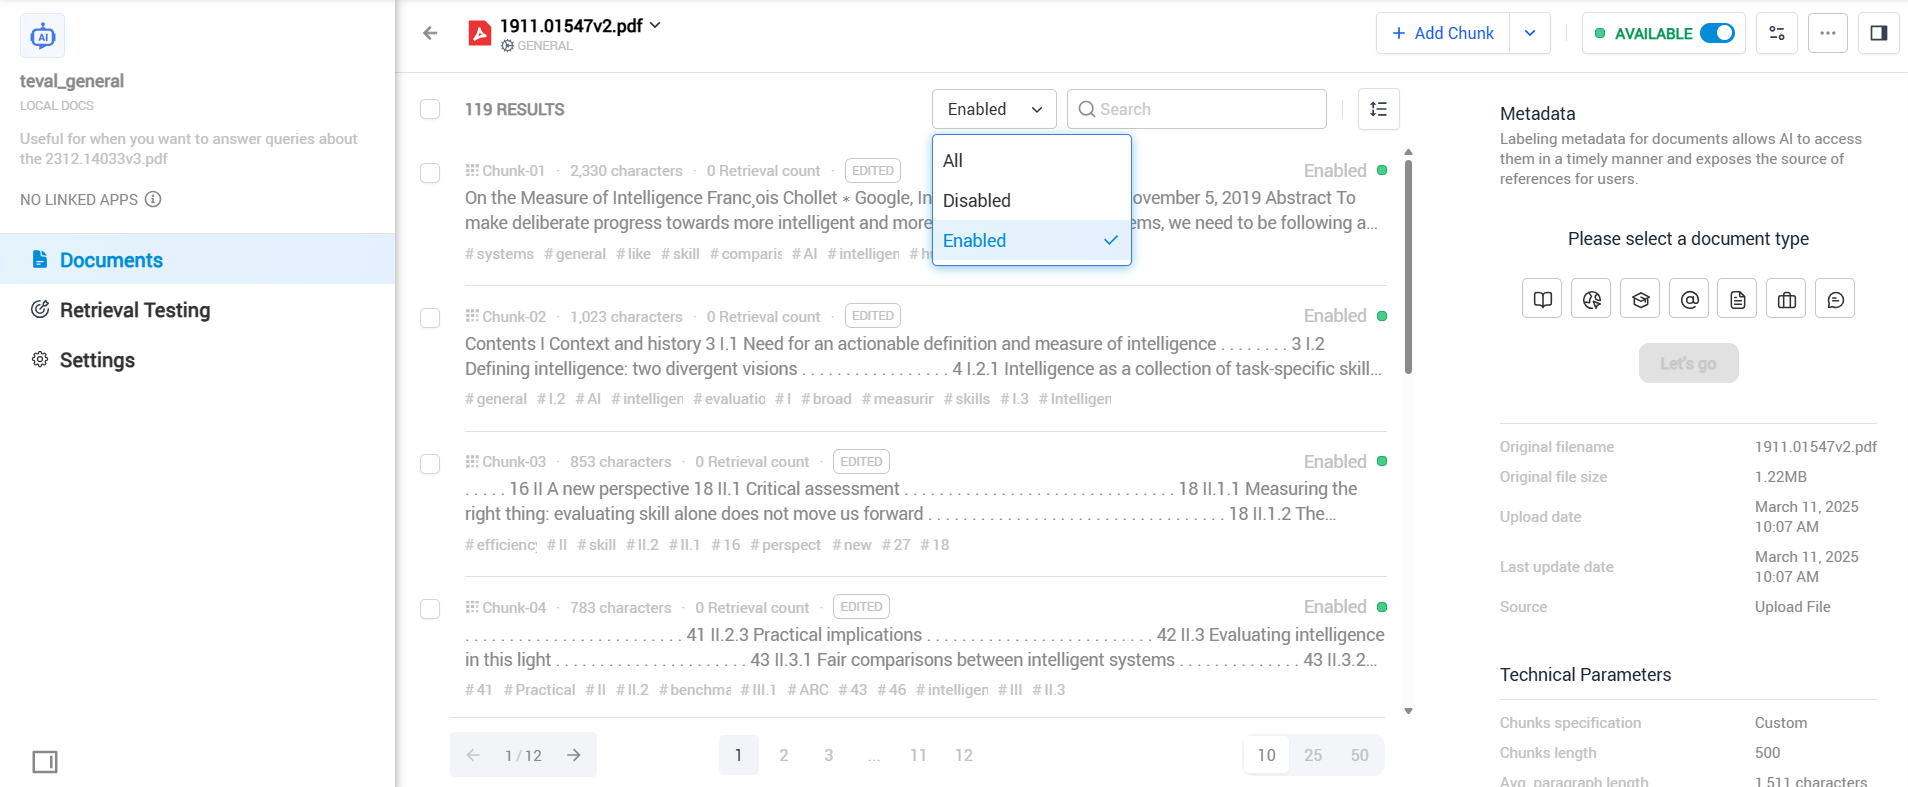 AI
teval_general
LOCAL DOCS
Useful for when you want to answer queries about
the 2312.14033v3.pdf
NO LINKED APPS
Documents
Retrieval Testing
Settings
1911.01547v2.pdf
GENERAL
+ Add Chunk
AVAILABLE
119 RESULTS
Enabled
Search
All
Disabled
Enabled
Chunk-01 · 2,330 characters · 0 Retrieval count · EDITED
Enabled
On the Measure of Intelligence Franc¸ois Chollet ∗ Google, In ovember 5, 2019 Abstract To
make deliberate progress towards more intelligent and more ems, we need to be following a...
# systems # general # like # skill # comparis # AI # intelligen # h
Chunk-02 · 1,023 characters · 0 Retrieval count · EDITED
Enabled
Contents I Context and history 3 I.1 Need for an actionable definition and measure of intelligence . . . . . . . . 3 I.2
Defining intelligence: two divergent visions . . . . . . . . . . . . . . . . . 4 I.2.1 Intelligence as a collection of task-specific skill...
# general # I.2 # AI # intelligen # evaluatio # I # broad # measurin # skills # I.3 # Intelligen
Chunk-03 · 853 characters · 0 Retrieval count · EDITED
Enabled
. . . . . 16 II A new perspective 18 II.1 Critical assessment . . . . . . . . . . . . . . . . . . . . . . . . . . . . . . . 18 II.1.1 Measuring the
right thing: evaluating skill alone does not move us forward . . . . . . . . . . . . . . . . . . . . . . . . . . . . . . . . . . 18 II.1.2 The...
# efficiency # II # skill # II.2 # II.1 # 16 # perspect # new # 27 # 18
Chunk-04 · 783 characters · 0 Retrieval count · EDITED
Enabled
. . . . . . . . . . . . . . . . . . . . . . . . . 41 II.2.3 Practical implications . . . . . . . . . . . . . . . . . . . . . . . . . . 42 II.3 Evaluating intelligence
in this light . . . . . . . . . . . . . . . . . . . . . . 43 II.3.1 Fair comparisons between intelligent systems . . . . . . . . . . . . . . 43 II.3.2...
# 41 # Practical # II # II.2 # benchma # III.1 # ARC # 43 # 46 # intelligen # III # II.3
1 / 12
1 2 3 ... 11 12
10 25 50
Metadata
Labeling metadata for documents allows AI to access
them in a timely manner and exposes the source of
references for users.
Please select a document type
Let's go
Original filename 1911.01547v2.pdf
Original file size 1.22MB
Upload date March 11, 2025
10:07 AM
Last update date March 11, 2025
10:07 AM
Source Upload File
Technical Parameters
Chunks specification Custom
Chunks length 500
Avg. paragraph length 1,511 characters